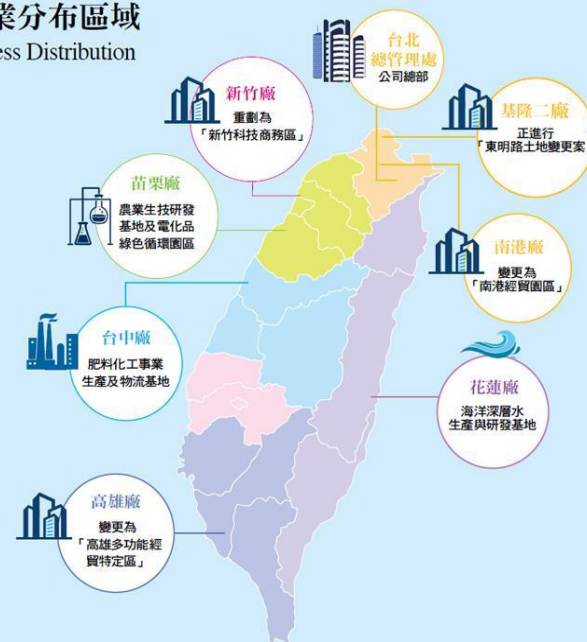 業分布區域
ess Distribution
台北
總管理處
公司總部
新竹廠
重劃為
「新竹科技商務區」
基隆二廠
正進行
「東明路土地變更案
苗栗廠
農業生技研發
基地及電化品
綠色循環園區
南港廠
變更為
「南港經貿園區」
台中廠
肥料化工事業
生產及物流基地
花蓮廠
海洋深層水
生產與研發基地
高雄廠
變更為
「高雄多功能經
貿特定區」